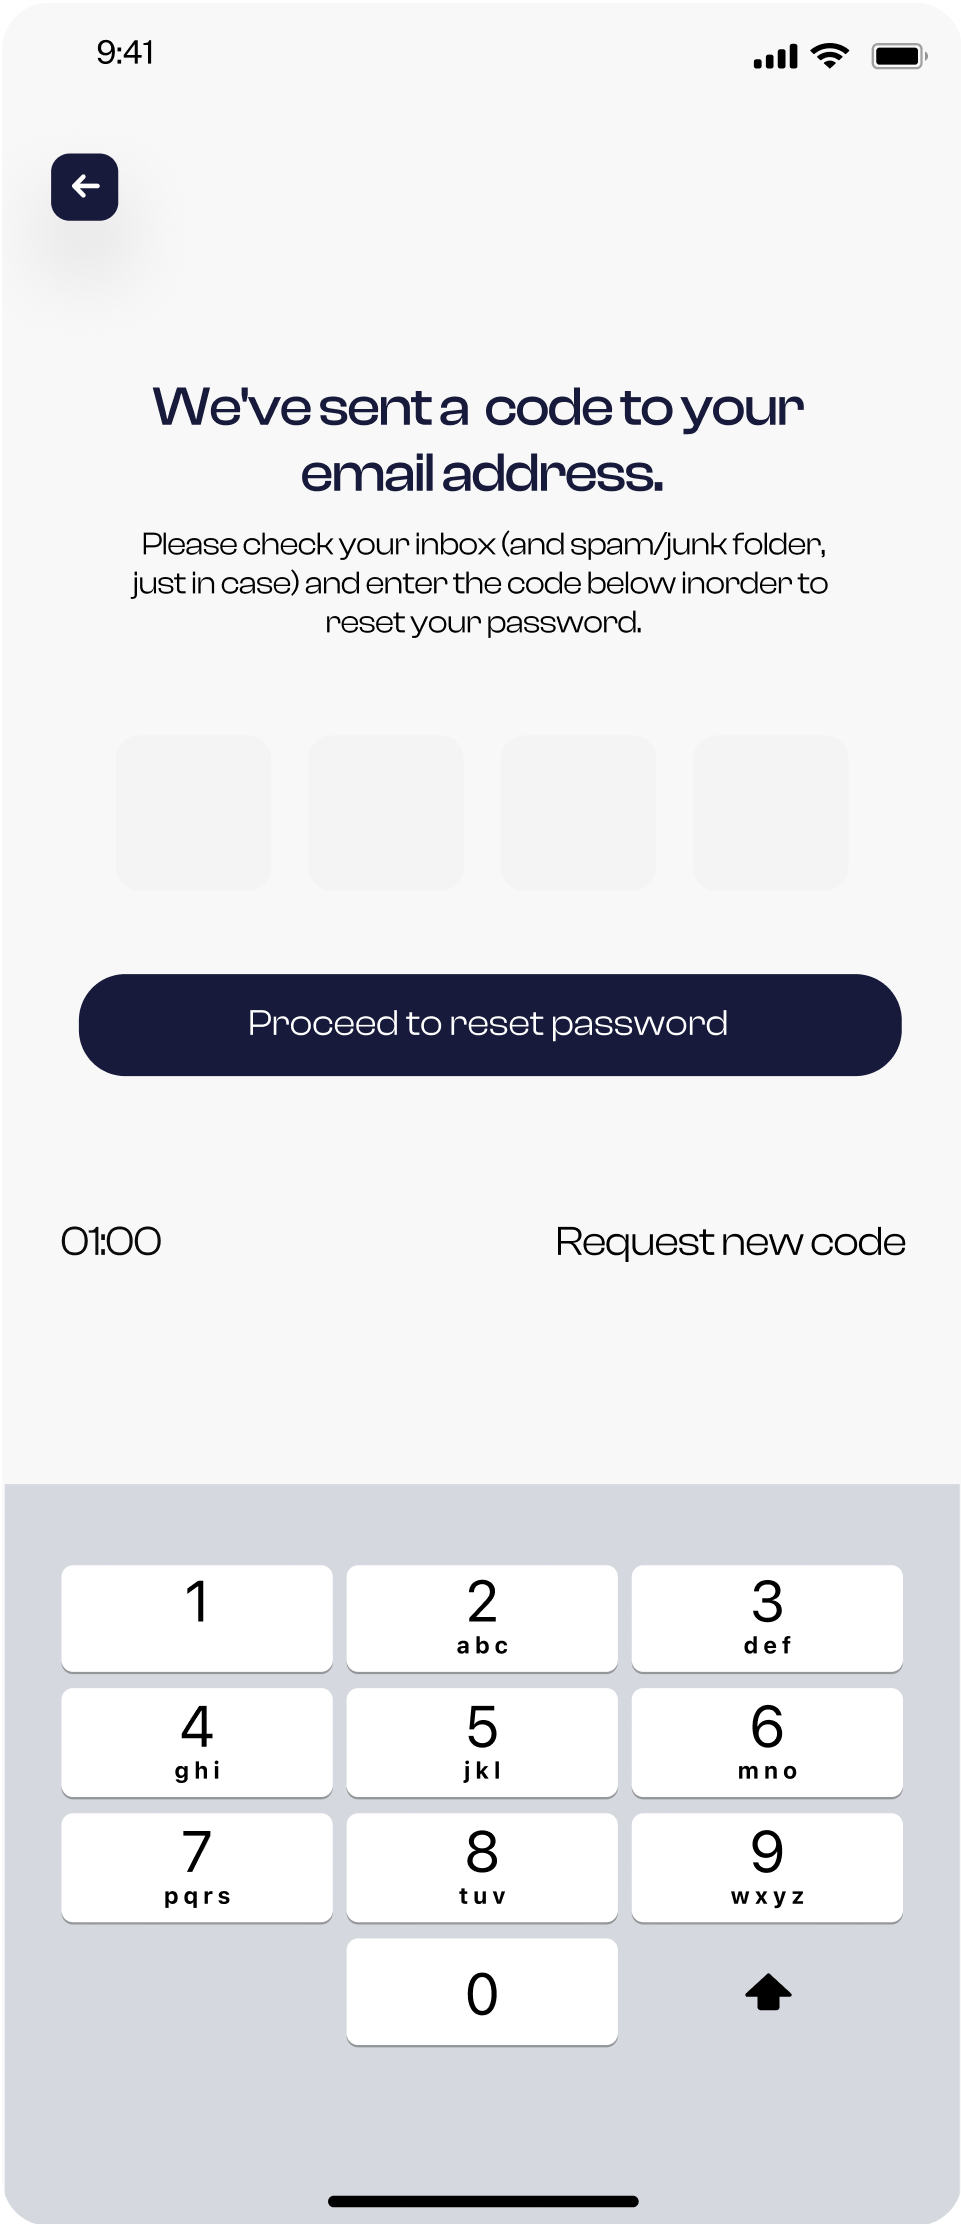 9:41
We've sent a code to your
email address.
Please check your inbox (and spam/junk folder,
just in case) and enter the code below inorder to
reset your password.
Proceed to reset password
01:00
Request new code
1
2
3
abc
def
4
5
6
ghi
jkl
mno
7
8
9
pqrs
tuv
wxyz
0